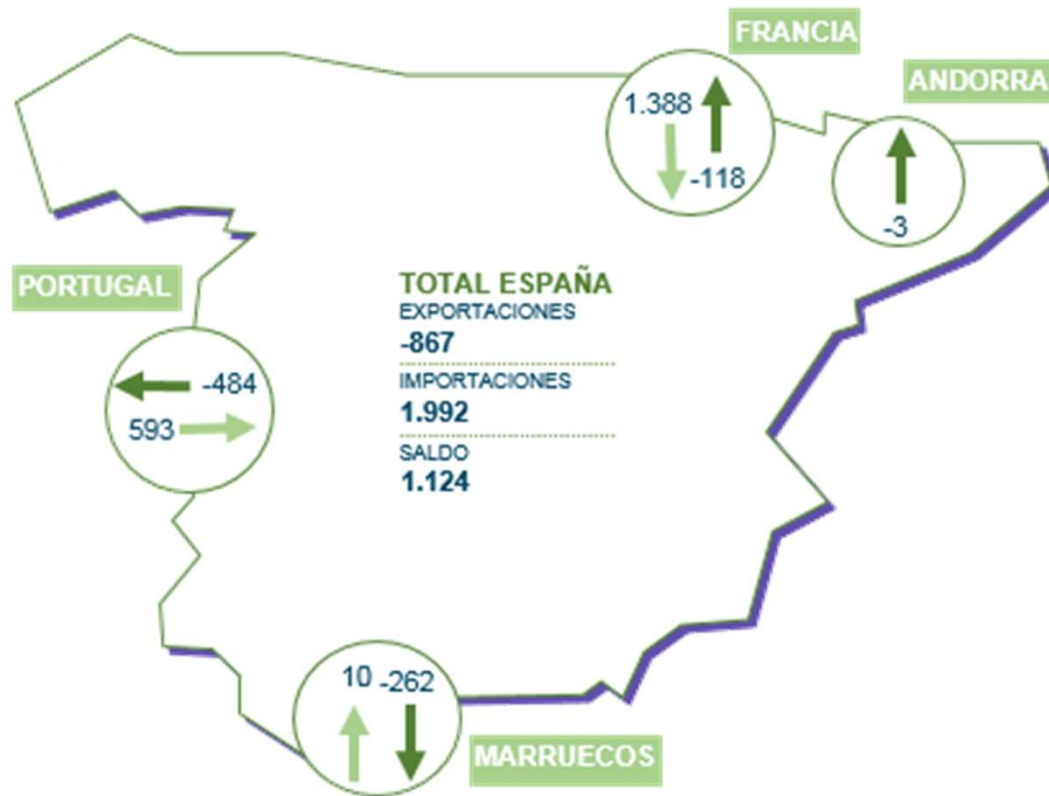 FRANCIA
ANDORRA
1.388
-118
-3
PORTUGAL
TOTAL ESPAÑA
EXPORTACIONES
-867
IMPORTACIONES
1.992
SALDO
1.124
-484
593
10 -262
MARRUECOS